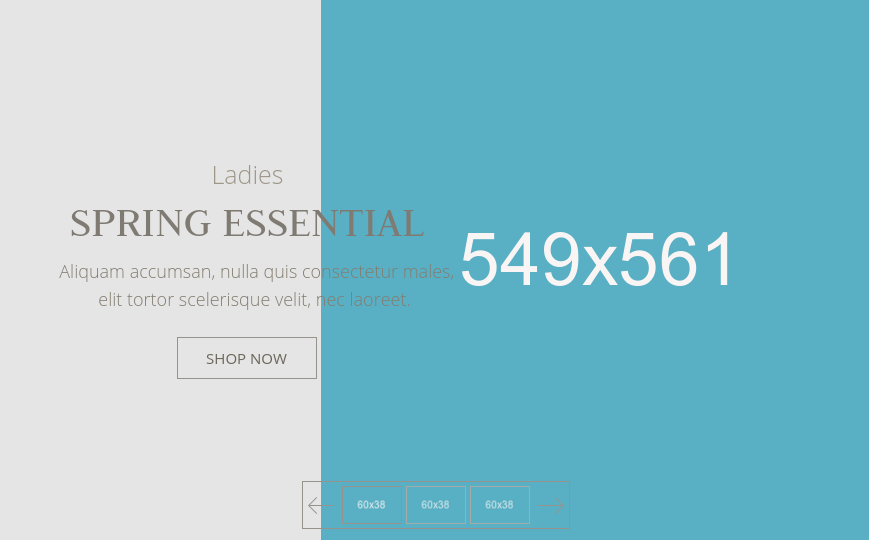 Ladies
SPRING ESSENTIAL
Aliquam accumsan, nulla quis consectetur males,
elit tortor scelerisque velit, nec laoreet.
SHOP NOW
549x561
60x38 60x38 60x38